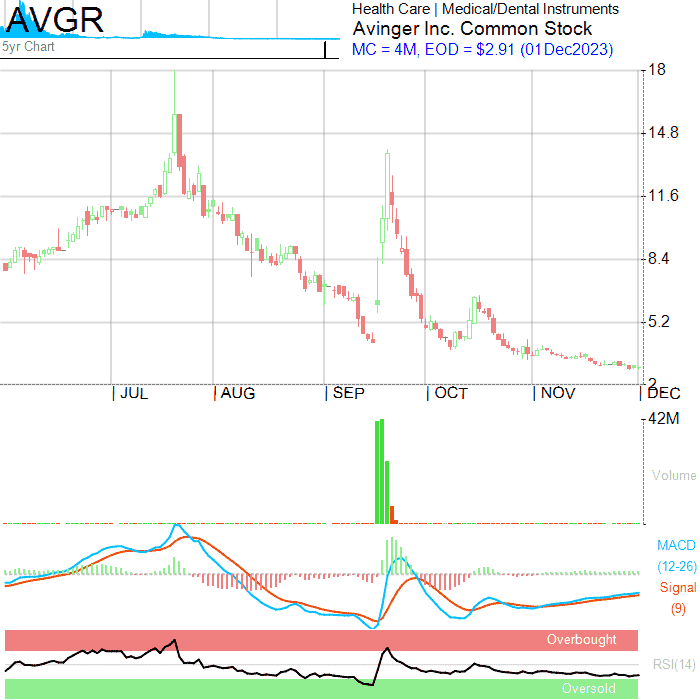 AVGR
5yr Chart
Health Care | Medical/Dental Instruments
Avinger Inc. Common Stock
MC = 4M, EOD = $2.91 (01Dec2023)
18
14.8
11.6
8.4
5.2
2
| JUL
| AUG
| SEP
| OCT
| NOV
| DEC
42M
Volume
MACD
(12-26)
Signal
(9)
Overbought
RSI(14)
Oversold